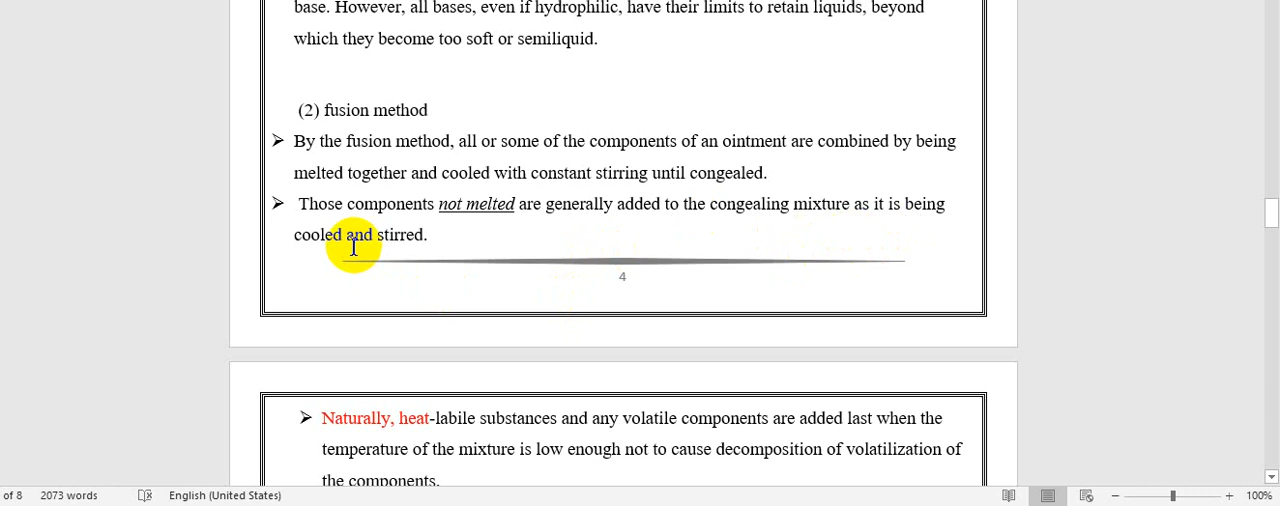 base. However, all bases, even if hydrophilic, have their limits to retain liquids, beyond
which they become too soft or semiliquid.
(2) fusion method
➢ By the fusion method, all or some of the components of an ointment are combined by being
melted together and cooled with constant stirring until congealed.
➢ Those components not melted are generally added to the congealing mixture as it is being
cooled and stirred.
4
➢ Naturally, heat-labile substances and any volatile components are added last when the
temperature of the mixture is low enough not to cause decomposition of volatilization of
the components.
of 8 2073 words English (United States) 100%